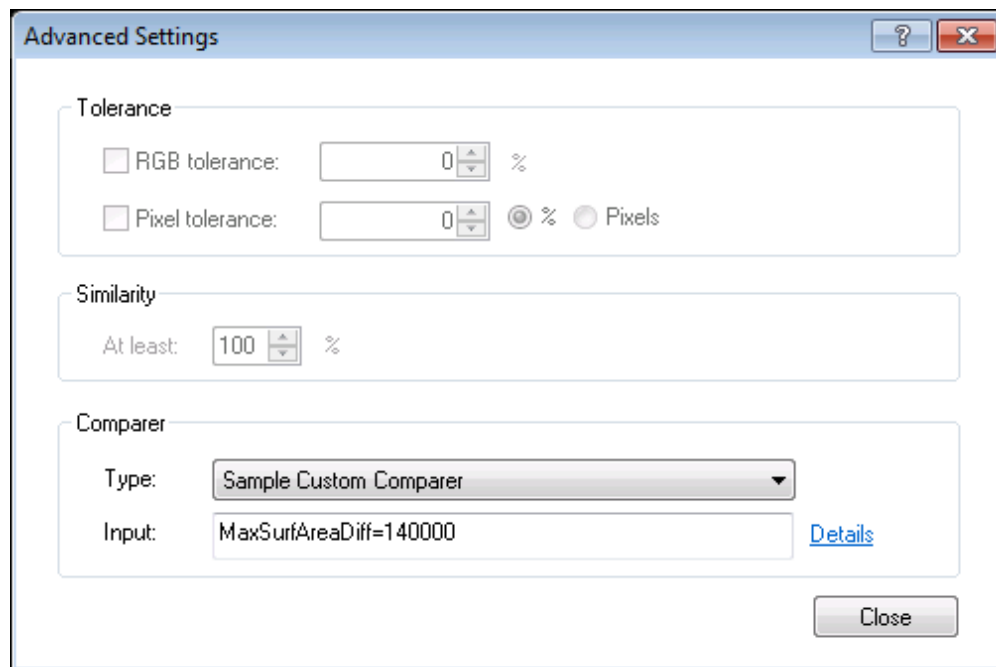 Advanced Settings
Tolerance
RGB tolerance: 0 %
Pixel tolerance: 0 % Pixels
Similarity
At least: 100 %
Comparer
Type: Sample Custom Comparer
Input: MaxSurfAreaDiff=140000 Details
Close